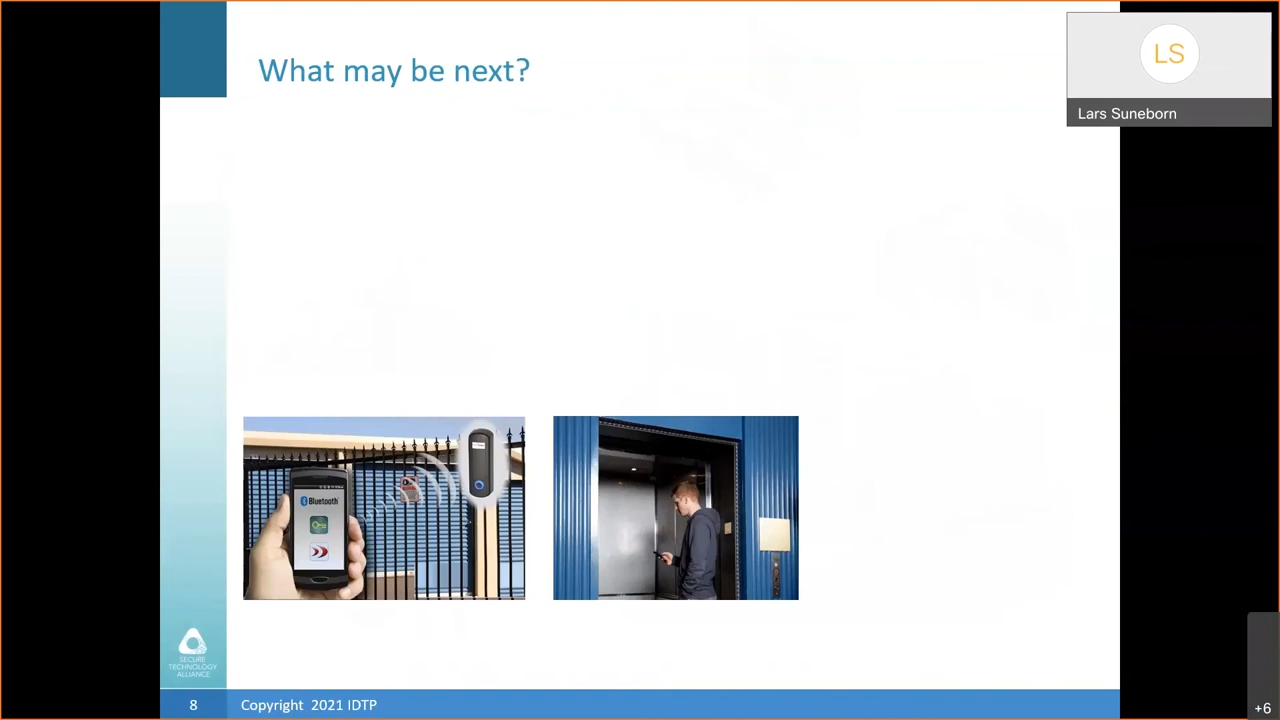 What may be next?
LS
Lars Suneborn
Bluetooth
SECURE
TECHNOLOGY
ALLIANCE
8
Copyright 2021 IDTP
+6